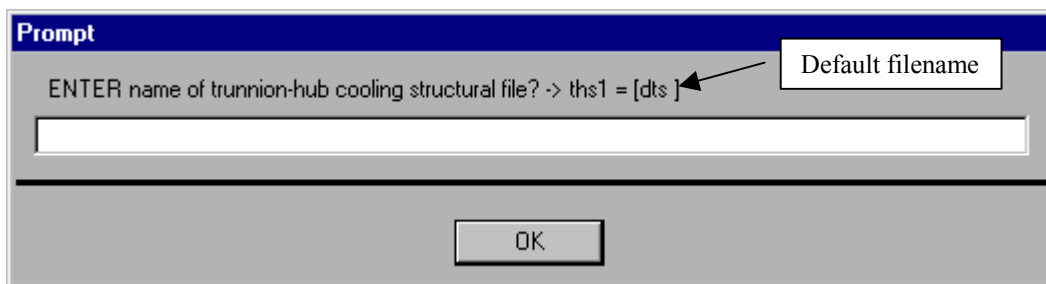 Prompt
Default filename
ENTER name of trunnion-hub cooling structural file? -> ths1 = [dts ]
OK